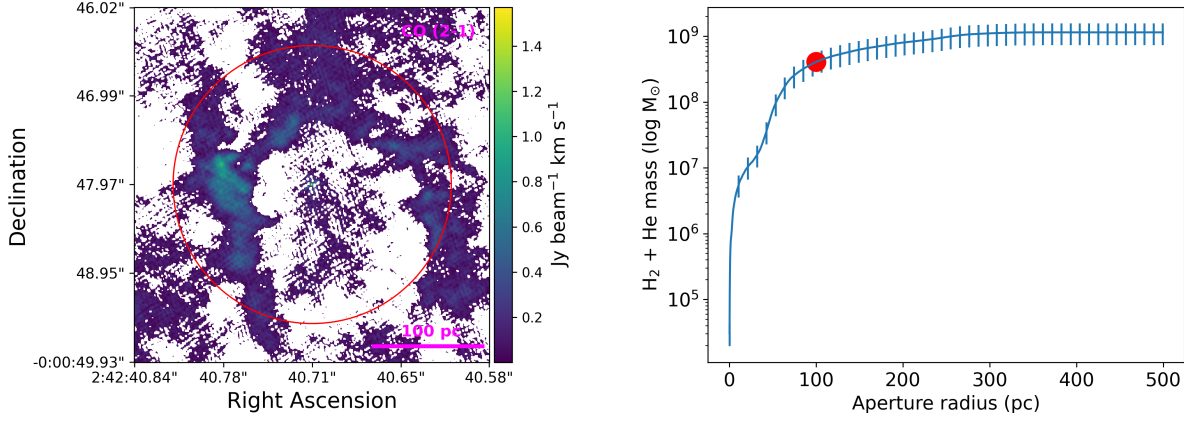 46.02"
46.99"
47.97"
48.95"
-0:00:49.93"
Declination
CO (2-1)
100 pc
2:42:40.84" 40.78" 40.71" 40.65" 40.58"
Right Ascension
1.4
1.2
1.0
0.8
0.6
0.4
0.2
Jy beam⁻¹ km s⁻¹
10⁹
10⁸
10⁷
10⁶
10⁵
H₂ + He mass (log M⊙)
0 100 200 300 400 500
Aperture radius (pc)